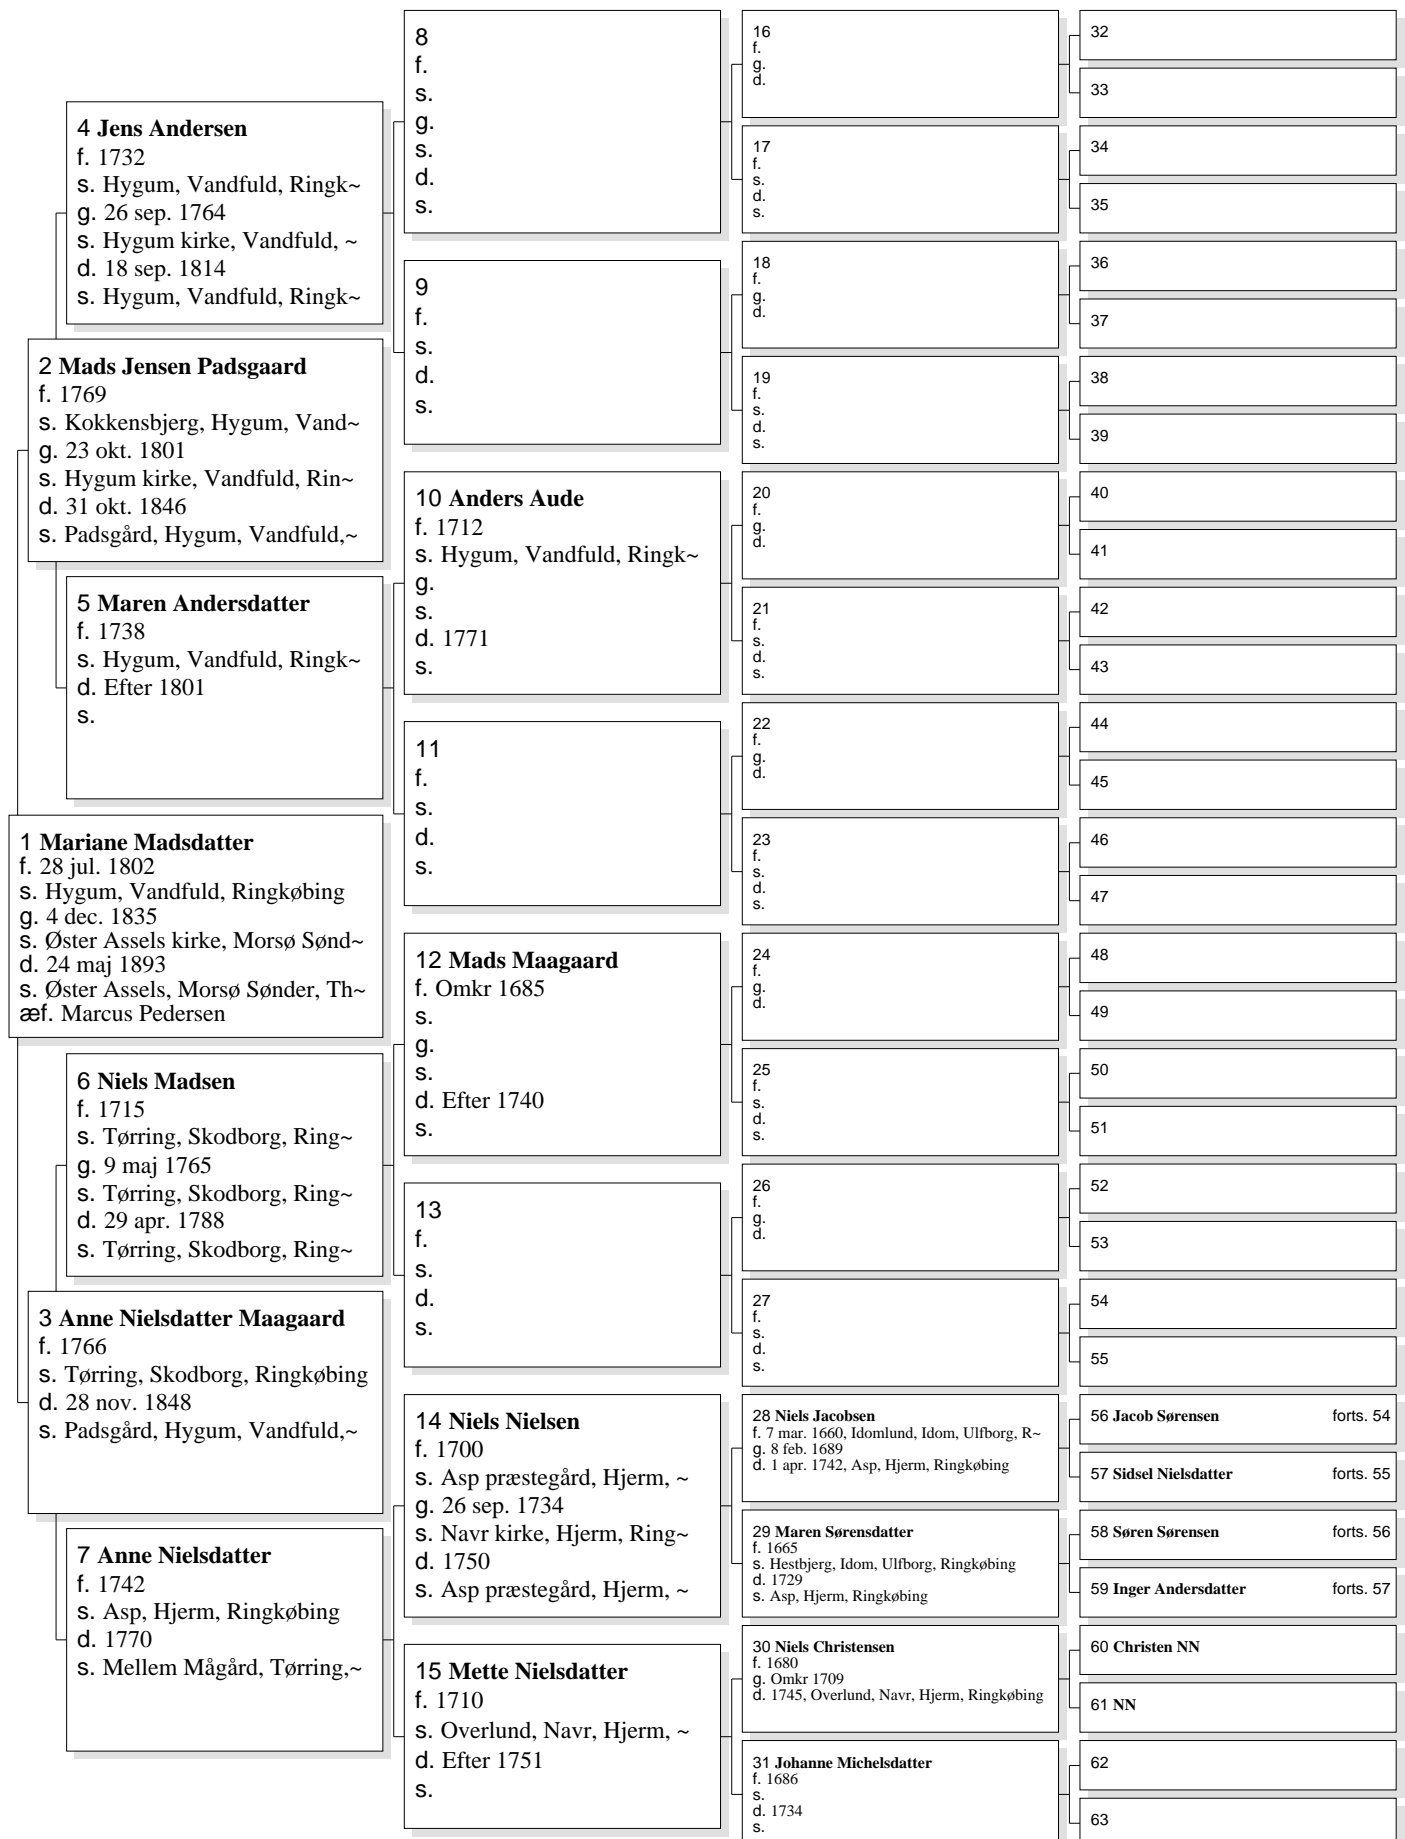 4 Jens Andersen
f. 1732
s. Hygum, Vandfuld, Ringk~
g. 26 sep. 1764
s. Hygum kirke, Vandfuld, ~
d. 18 sep. 1814
s. Hygum, Vandfuld, Ringk~
2 Mads Jensen Padsgaard
f. 1769
s. Kokkensbjerg, Hygum, Vand~
g. 23 okt. 1801
s. Hygum kirke, Vandfuld, Rin~
d. 31 okt. 1846
s. Padsgård, Hygum, Vandfuld,~
5 Maren Andersdatter
f. 1738
s. Hygum, Vandfuld, Ringk~
d. Efter 1801
s.
1 Mariane Madsdatter
f. 28 jul. 1802
s. Hygum, Vandfuld, Ringkøbing
g. 4 dec. 1835
s. Øster Assels kirke, Morsø Sønd~
d. 24 maj 1893
s. Øster Assels, Morsø Sønder, Th~
æf. Marcus Pedersen
6 Niels Madsen
f. 1715
s. Tørring, Skodborg, Ring~
g. 9 maj 1765
s. Tørring, Skodborg, Ring~
d. 29 apr. 1788
s. Tørring, Skodborg, Ring~
3 Anne Nielsdatter Maagaard
f. 1766
s. Tørring, Skodborg, Ringkøbing
d. 28 nov. 1848
s. Padsgård, Hygum, Vandfuld,~
7 Anne Nielsdatter
f. 1742
s. Asp, Hjerm, Ringkøbing
d. 1770
s. Mellem Mågård, Tørring,~
8
f.
s.
g.
s.
d.
s.
9
f.
s.
d.
s.
10 Anders Aude
f. 1712
s. Hygum, Vandfuld, Ringk~
g.
s.
d. 1771
s.
11
f.
s.
d.
s.
12 Mads Maagaard
f. Omkr 1685
s.
g.
s.
d. Efter 1740
s.
13
f.
s.
d.
s.
14 Niels Nielsen
f. 1700
s. Asp præstegård, Hjerm, ~
g. 26 sep. 1734
s. Navr kirke, Hjerm, Ring~
d. 1750
s. Asp præstegård, Hjerm, ~
15 Mette Nielsdatter
f. 1710
s. Overlund, Navr, Hjerm, ~
d. Efter 1751
s.
16
f.
g.
d.
17
f.
s.
d.
s.
18
f.
g.
d.
19
f.
s.
d.
s.
20
f.
g.
d.
21
f.
s.
d.
s.
22
f.
g.
d.
23
f.
s.
d.
s.
24
f.
g.
d.
25
f.
s.
d.
s.
26
f.
g.
d.
27
f.
s.
d.
s.
28 Niels Jacobsen
f. 7 mar. 1660, Idomlund, Idom, Ulfborg, R~
g. 8 feb. 1689
d. 1 apr. 1742, Asp, Hjerm, Ringkøbing
29 Maren Sørensdatter
f. 1665
s. Hestbjerg, Idom, Ulfborg, Ringkøbing
d. 1729
s. Asp, Hjerm, Ringkøbing
30 Niels Christensen
f. 1680
g. Omkr 1709
d. 1745, Overlund, Navr, Hjerm, Ringkøbing
31 Johanne Michelsdatter
f. 1686
s.
d. 1734
s.
32
33
34
35
36
37
38
39
40
41
42
43
44
45
46
47
48
49
50
51
52
53
54
55
56 Jacob Sørensen forts. 54
57 Sidsel Nielsdatter forts. 55
58 Søren Sørensen forts. 56
59 Inger Andersdatter forts. 57
60 Christen NN
61 NN
62
63